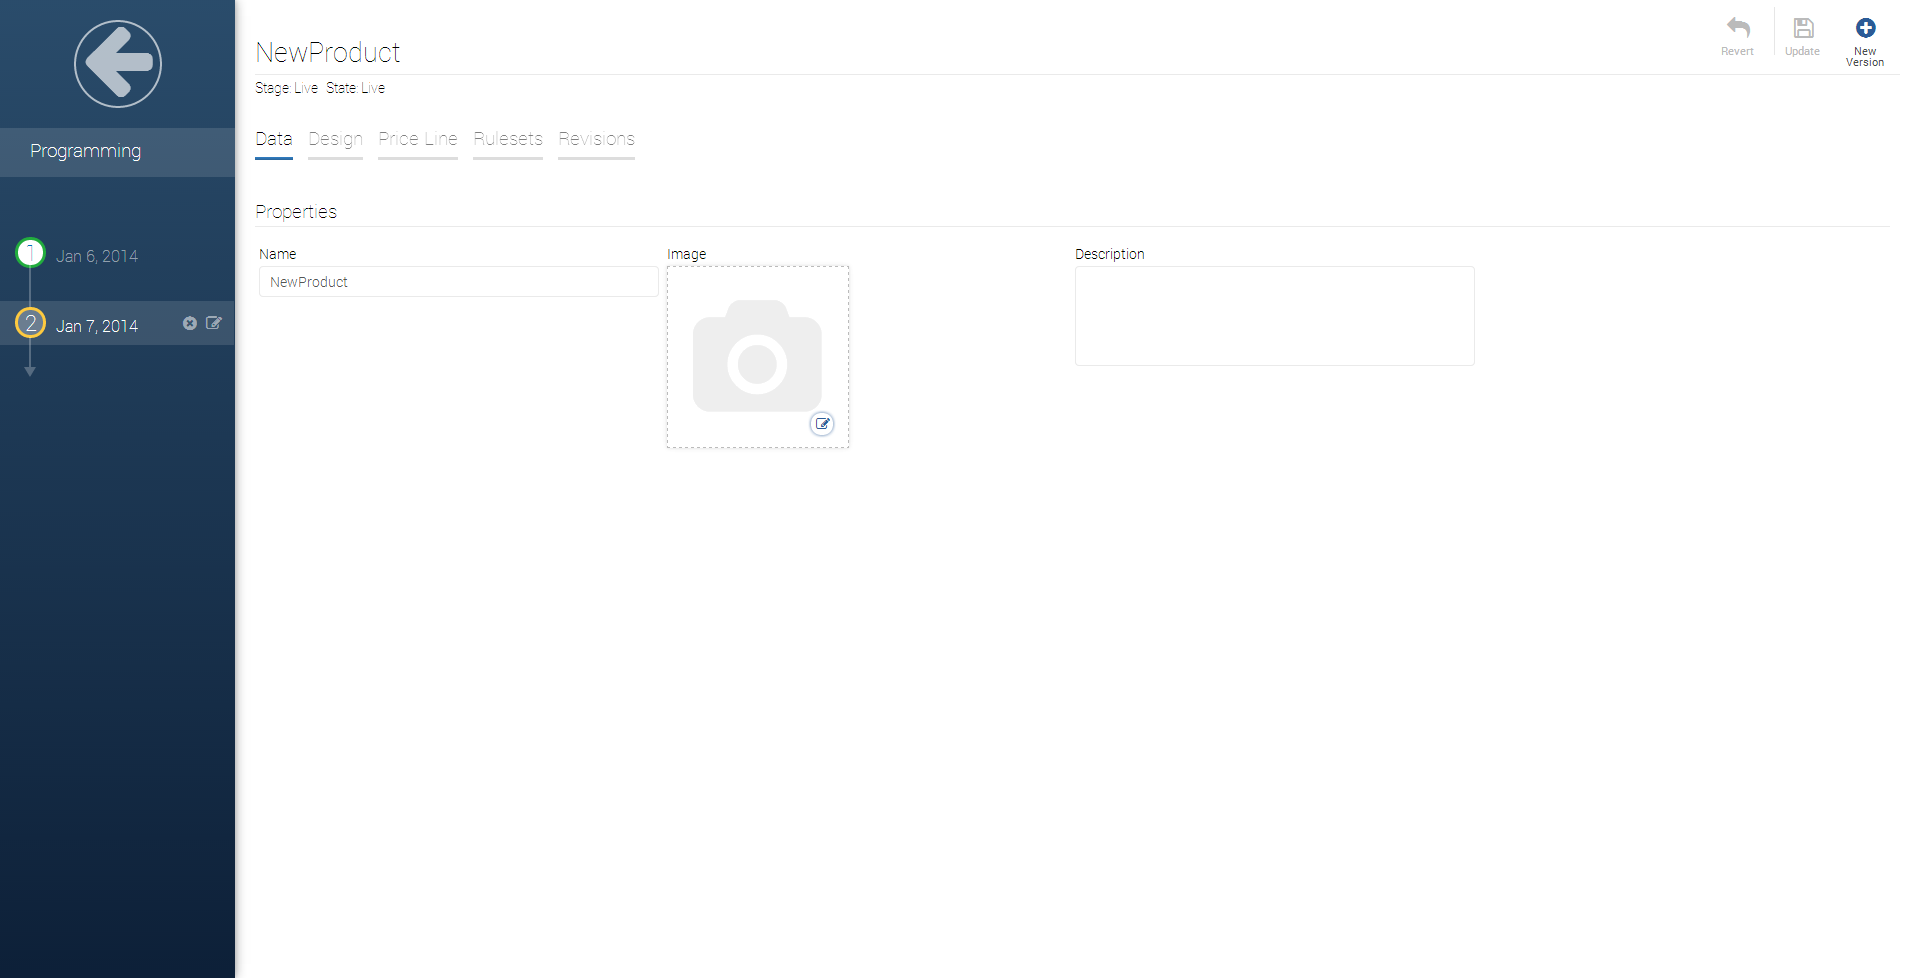 NewProduct
Revert
Update
New
Version
Stage: Live State: Live
Data Design Price Line Rulesets Revisions
Programming
Properties
1 Jan 6, 2014
2 Jan 7, 2014
Name
NewProduct
Image
Description